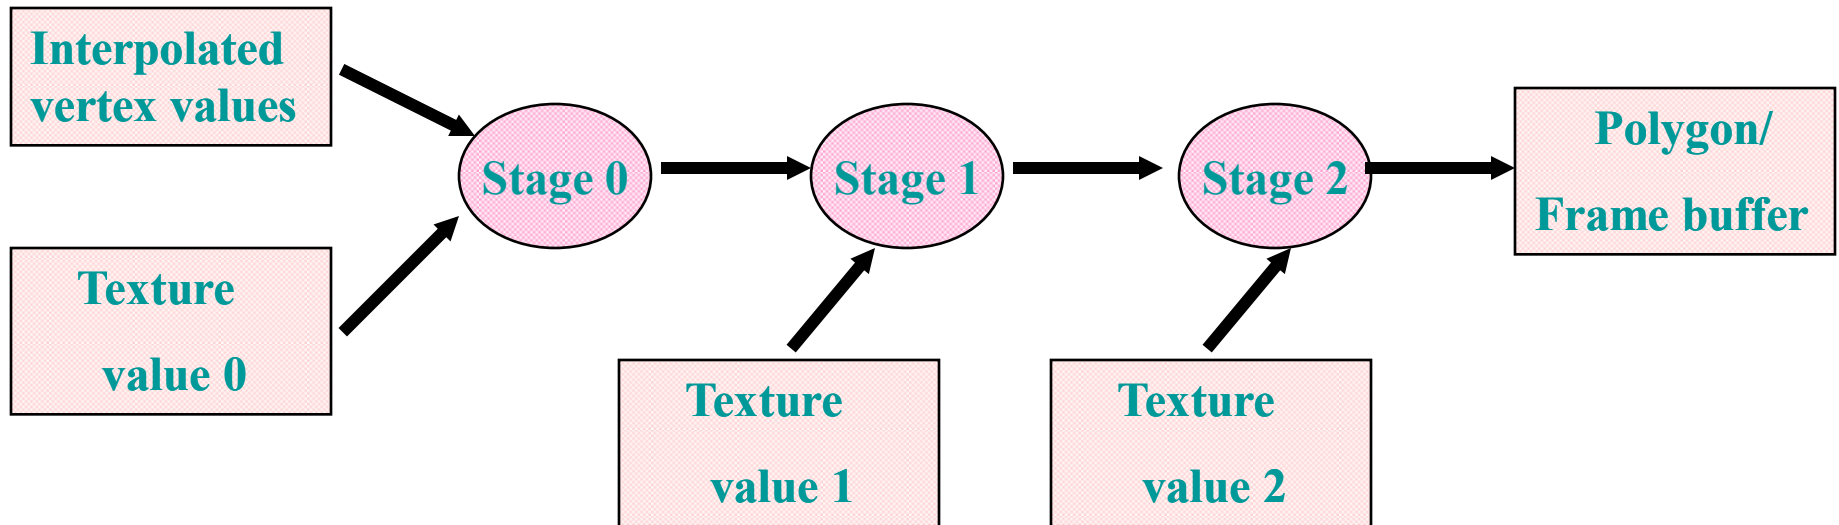 Interpolated
vertex values
Texture
value 0
Stage 0
Stage 1
Stage 2
Texture
value 1
Texture
value 2
Polygon/
Frame buffer